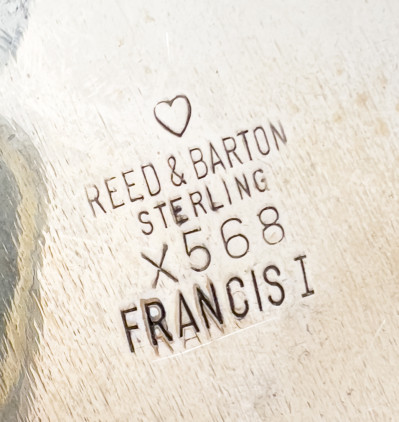 REED & BARTON
STERLING
X568
FRANCIS I